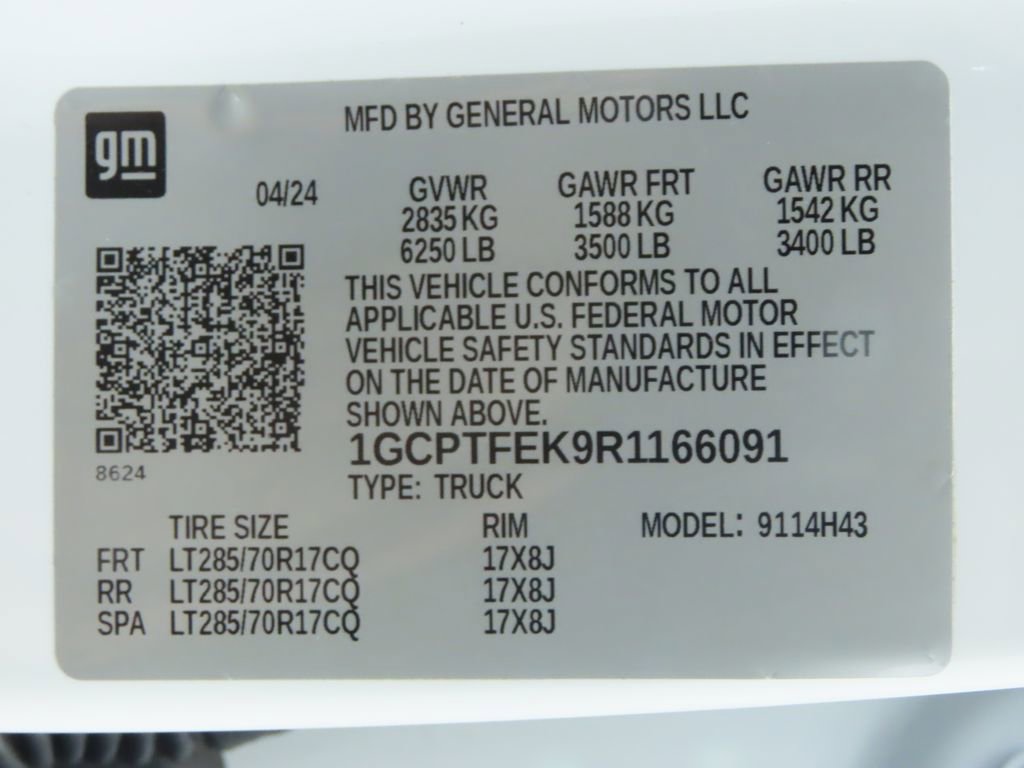 MFD BY GENERAL MOTORS LLC
gm
04/24 GVWR GAWR FRT GAWR RR
2835 KG 1588 KG 1542 KG
6250 LB 3500 LB 3400 LB
THIS VEHICLE CONFORMS TO ALL
APPLICABLE U.S. FEDERAL MOTOR
VEHICLE SAFETY STANDARDS IN EFFECT
ON THE DATE OF MANUFACTURE
SHOWN ABOVE.
1GCPTFEK9R1166091
8624
TYPE: TRUCK
TIRE SIZE RIM MODEL: 9114H43
FRT LT285/70R17CQ 17X8J
RR LT285/70R17CQ 17X8J
SPA LT285/70R17CQ 17X8J